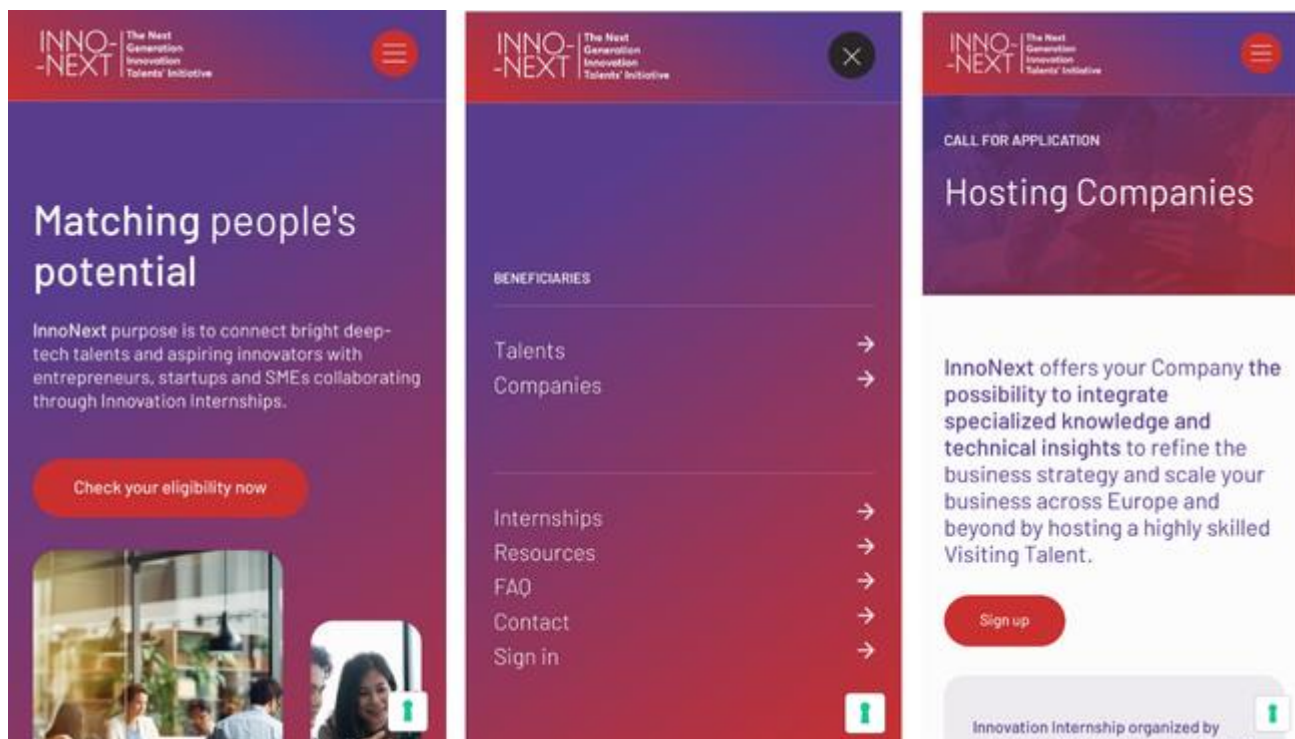 INNO-
-NEXT
The Next
Generation
Innovation
Talents' Initiative
Matching people's
potential
InnoNext purpose is to connect bright deep-
tech talents and aspiring innovators with
entrepreneurs, startups and SMEs collaborating
through Innovation Internships.
Check your eligibility now
INNO-
-NEXT
The Next
Generation
Innovation
Talents' Initiative
BENEFICIARIES
Talents
Companies
Internships
Resources
FAQ
Contact
Sign in
INNO-
-NEXT
The Next
Generation
Innovation
Talents' Initiative
CALL FOR APPLICATION
Hosting Companies
InnoNext offers your Company the
possibility to integrate
specialized knowledge and
technical insights to refine the
business strategy and scale your
business across Europe and
beyond by hosting a highly skilled
Visiting Talent.
Sign up
Innovation Internship organized by